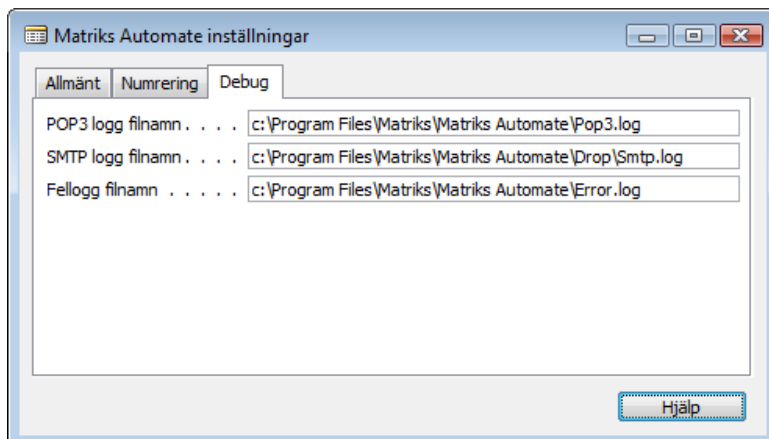 Matriks Automate inställningar
Allmänt Numrering Debug
POP3 logg filnamn . . . . c:\Program Files\Matriks\Matriks Automate\Pop3.log
SMTP logg filnamn . . . . c:\Program Files\Matriks\Matriks Automate\Drop\Smtp.log
Fellogg filnamn . . . . . c:\Program Files\Matriks\Matriks Automate\Error.log
Hjälp